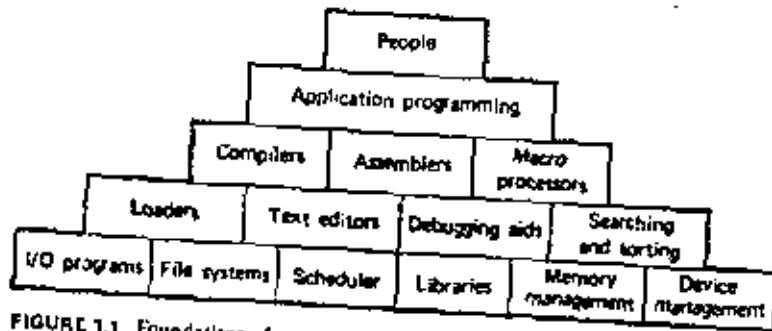 People
Application programming
Compilers
Assemblers
Macro
processors
Loaders
Text editors
Debugging aids
Searching
and sorting
I/O programs
File systems
Scheduler
Libraries
Memory
management
Device
management
FIGURE 1.1 Foundations